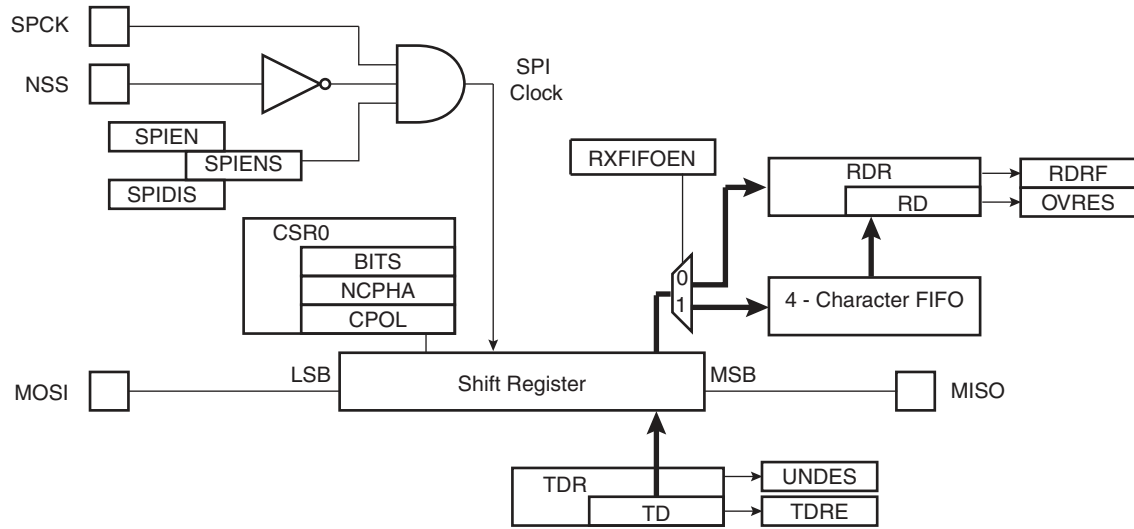 SPCK
NSS
SPI
Clock
SPIEN
SPIENS
SPIDIS
RXFIFOEN
RDR
RD
RDRF
OVRES
CSR0
BITS
NCPHA
CPOL
0
1
4 - Character FIFO
MOSI
LSB
Shift Register
MSB
MISO
TDR
TD
UNDES
TDRE